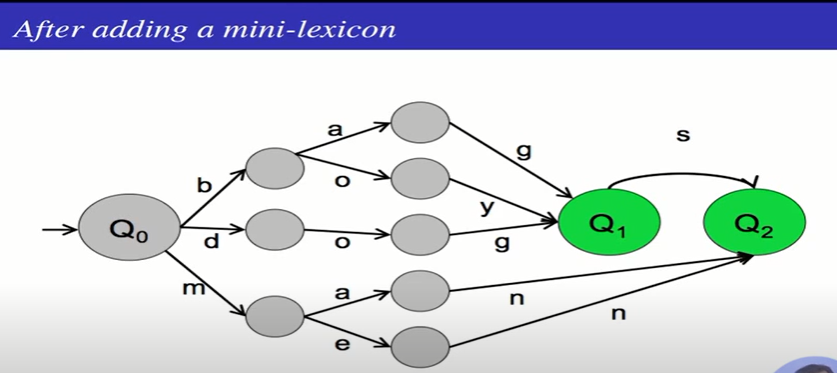 After adding a mini-lexicon
a
g
s
b
o
y
Q₀
d
o
g
Q₁
Q₂
m
a
n
e
n